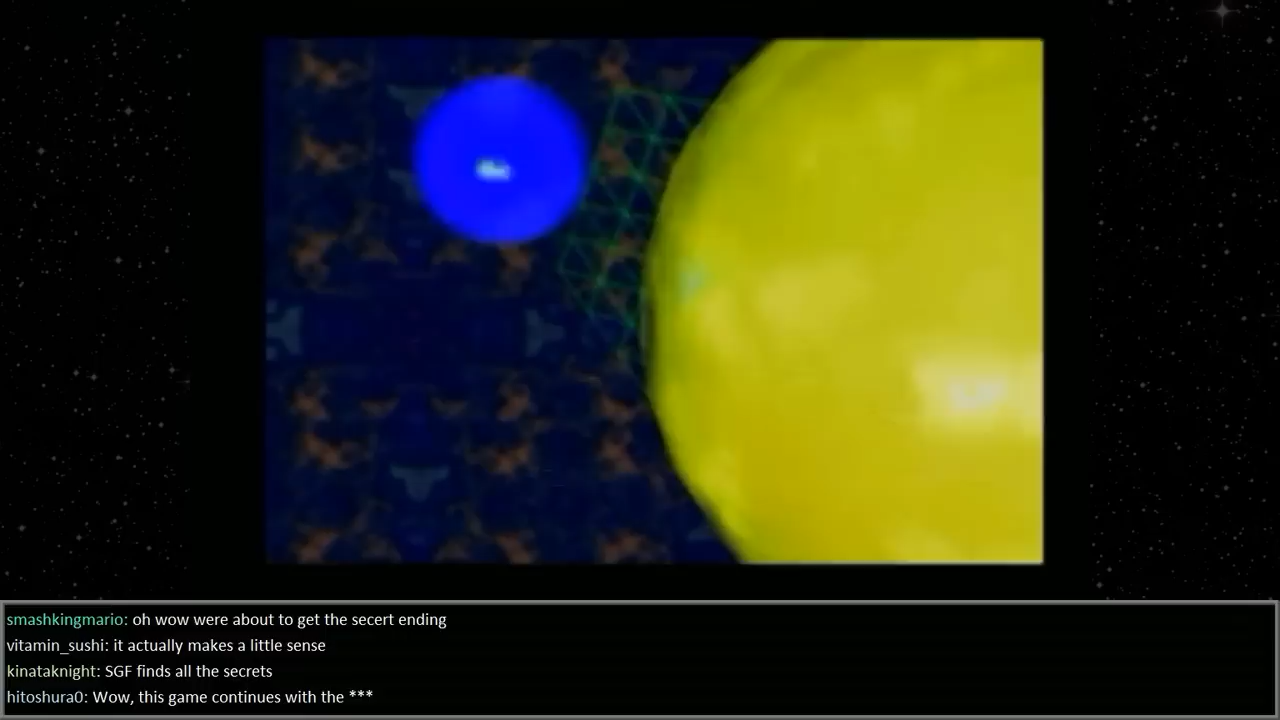 smashkingmario: oh wow were about to get the secert ending
vitamin_sushi: it actually makes a little sense
kinataknight: SGF finds all the secrets
hitoshura0: Wow, this game continues with the ***